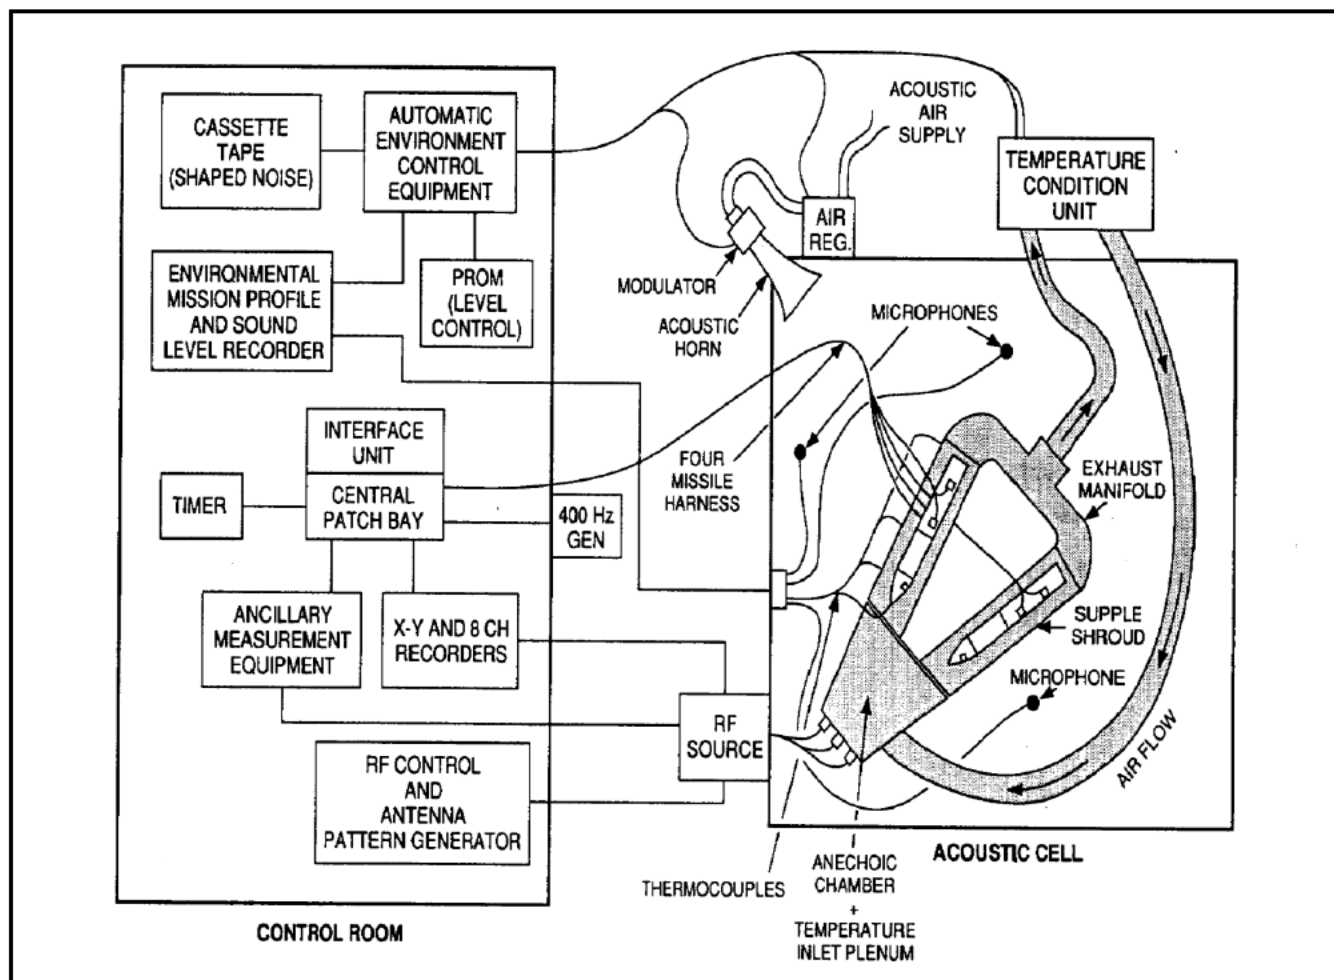 CASSETTE
TAPE
(SHAPED NOISE)
AUTOMATIC
ENVIRONMENT
CONTROL
EQUIPMENT
ENVIRONMENTAL
MISSION PROFILE
AND SOUND
LEVEL RECORDER
PROM
(LEVEL
CONTROL)
INTERFACE
UNIT
TIMER
CENTRAL
PATCH BAY
400 Hz
GEN
ANCILLARY
MEASUREMENT
EQUIPMENT
X-Y AND 8 CH
RECORDERS
RF
SOURCE
RF CONTROL
AND
ANTENNA
PATTERN GENERATOR
CONTROL ROOM
ACOUSTIC
AIR
SUPPLY
TEMPERATURE
CONDITION
UNIT
AIR
REG.
MODULATOR
ACOUSTIC
HORN
MICROPHONES
FOUR
MISSILE
HARNESS
EXHAUST
MANIFOLD
SUPPLE
SHROUD
MICROPHONE
AIR FLOW
ACOUSTIC CELL
THERMOCOUPLES
ANECHOIC
CHAMBER
+
TEMPERATURE
INLET PLENUM